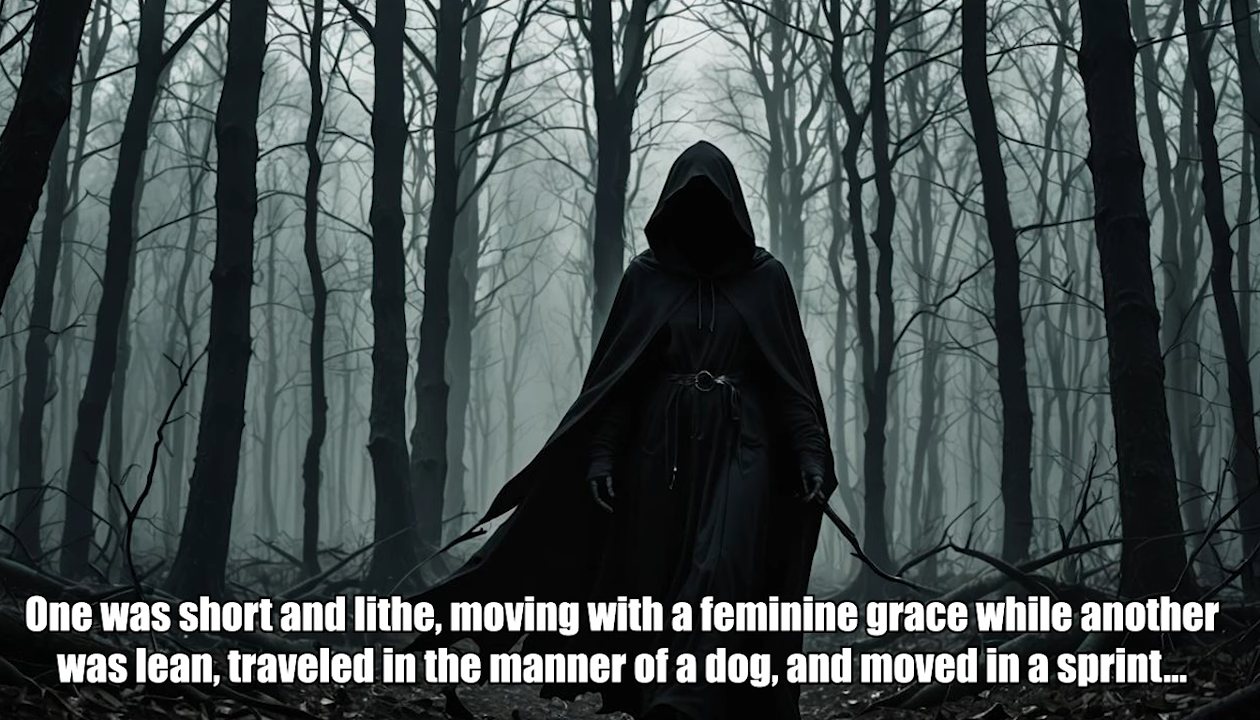 One was short and lithe, moving with a feminine grace while another
was lean, traveled in the manner of a dog, and moved in a sprint...